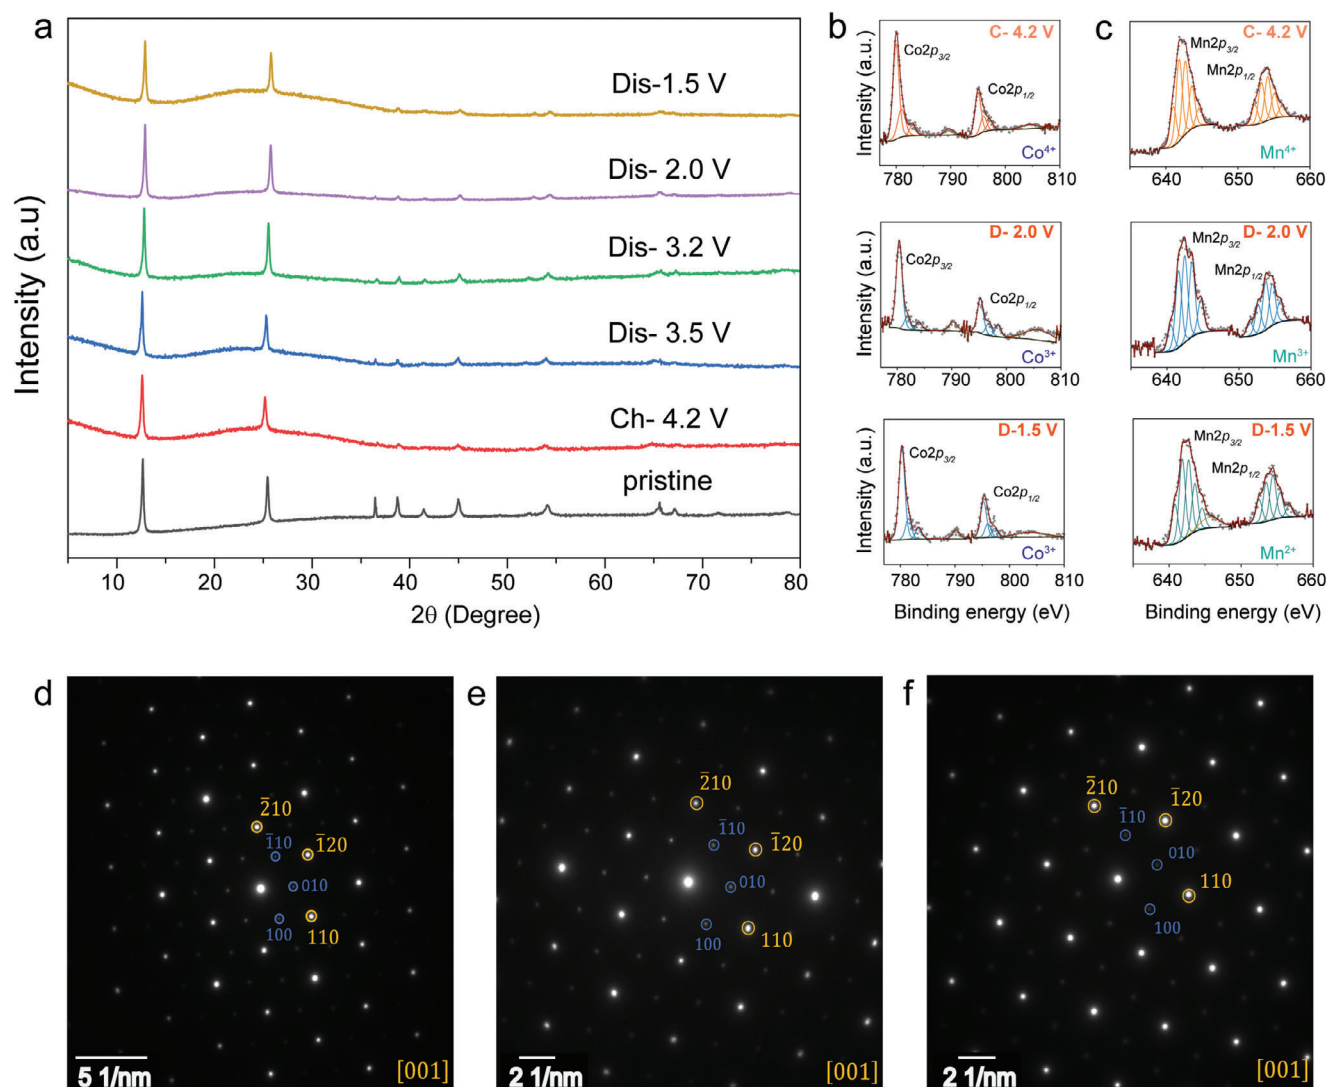 a
Intensity (a.u)
Dis-1.5 V
Dis- 2.0 V
Dis- 3.2 V
Dis- 3.5 V
Ch- 4.2 V
pristine
10 20 30 40 50 60 70 80
2θ (Degree)
b
Intensity (a.u.)
C- 4.2 V
Co2p3/2
Co2p1/2
Co⁴⁺
780 790 800 810
Intensity (a.u.)
D- 2.0 V
Co2p3/2
Co2p1/2
Co³⁺
780 790 800 810
Intensity (a.u.)
D-1.5 V
Co2p3/2
Co2p1/2
Co³⁺
780 790 800 810
Binding energy (eV)
c
C- 4.2 V
Mn2p3/2
Mn2p1/2
Mn⁴⁺
640 650 660
D- 2.0 V
Mn2p3/2
Mn2p1/2
Mn³⁺
640 650 660
D-1.5 V
Mn2p3/2
Mn2p1/2
Mn²⁺
640 650 660
Binding energy (eV)
d
2̄10
1̄10
1̄20
010
100
110
5 1/nm
[001]
e
2̄10
1̄10
1̄20
010
100
110
2 1/nm
[001]
f
2̄10
1̄10
1̄20
010
110
100
2 1/nm
[001]